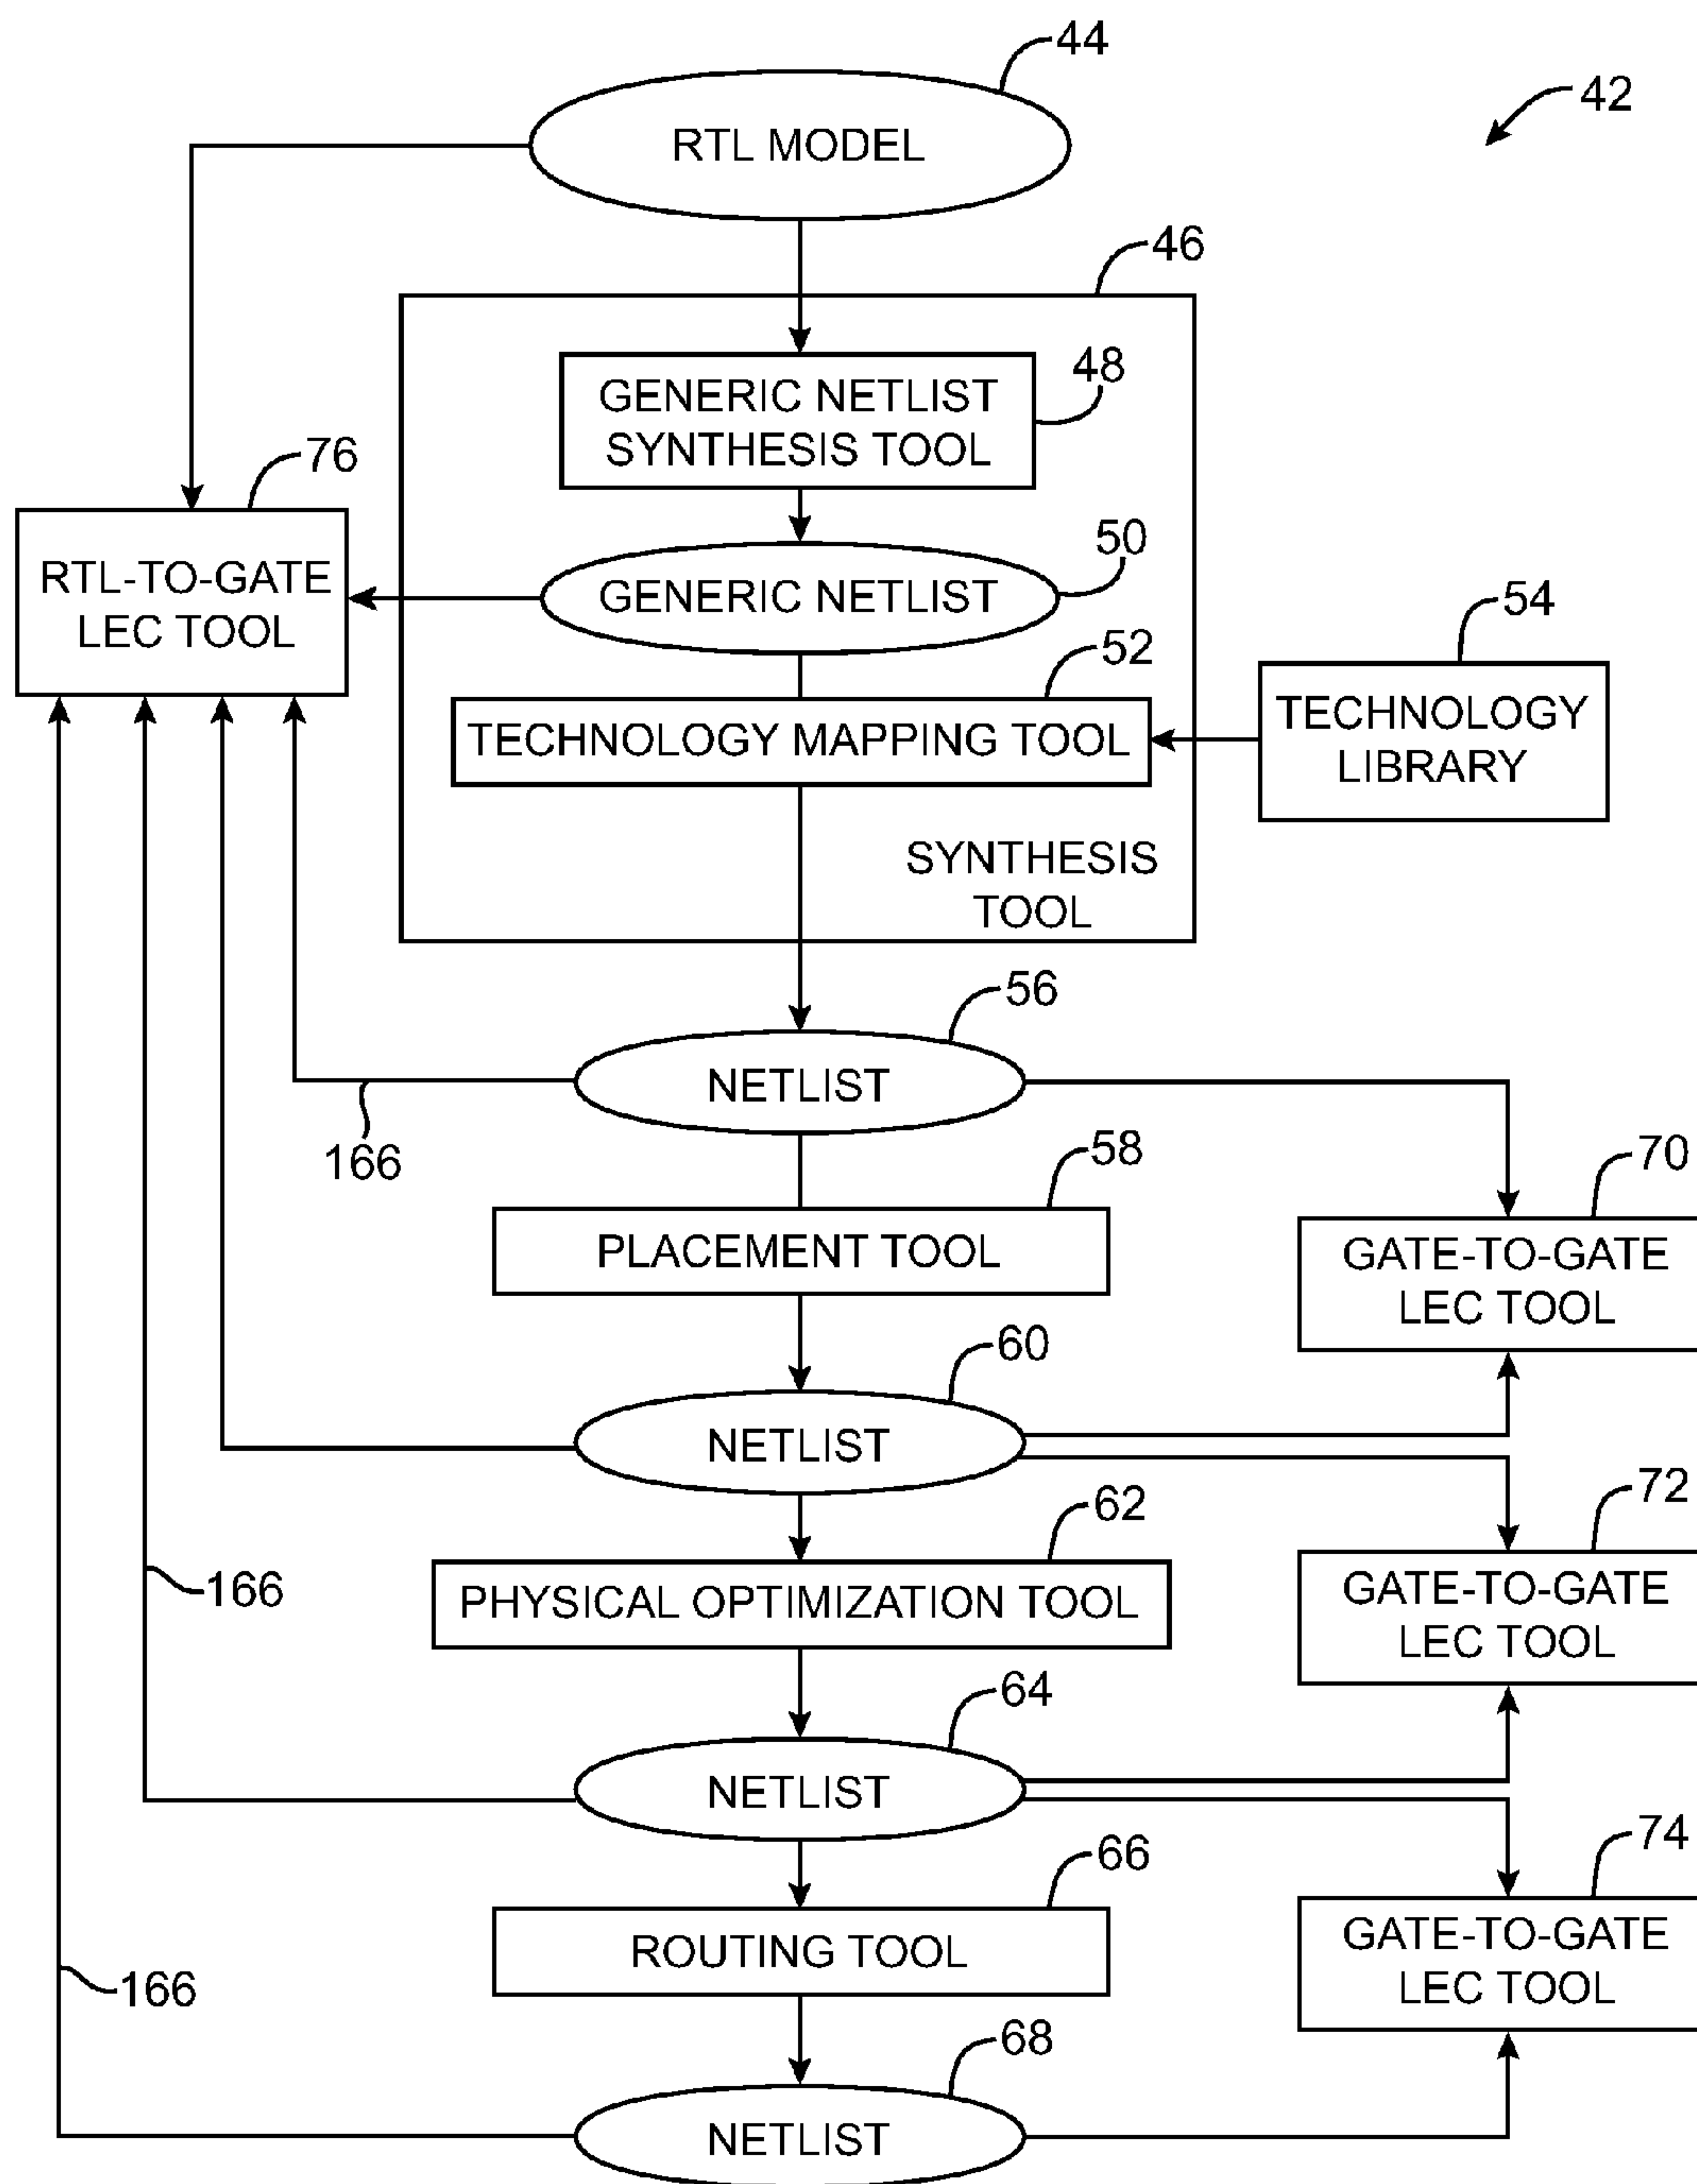 44
42
RTL MODEL
46
48
GENERIC NETLIST
SYNTHESIS TOOL
76
50
RTL-TO-GATE
LEC TOOL
GENERIC NETLIST
54
52
TECHNOLOGY MAPPING TOOL
TECHNOLOGY
LIBRARY
SYNTHESIS
TOOL
56
NETLIST
166
58
70
PLACEMENT TOOL
GATE-TO-GATE
LEC TOOL
60
NETLIST
72
62
166
PHYSICAL OPTIMIZATION TOOL
GATE-TO-GATE
LEC TOOL
64
NETLIST
74
66
ROUTING TOOL
GATE-TO-GATE
LEC TOOL
166
68
NETLIST